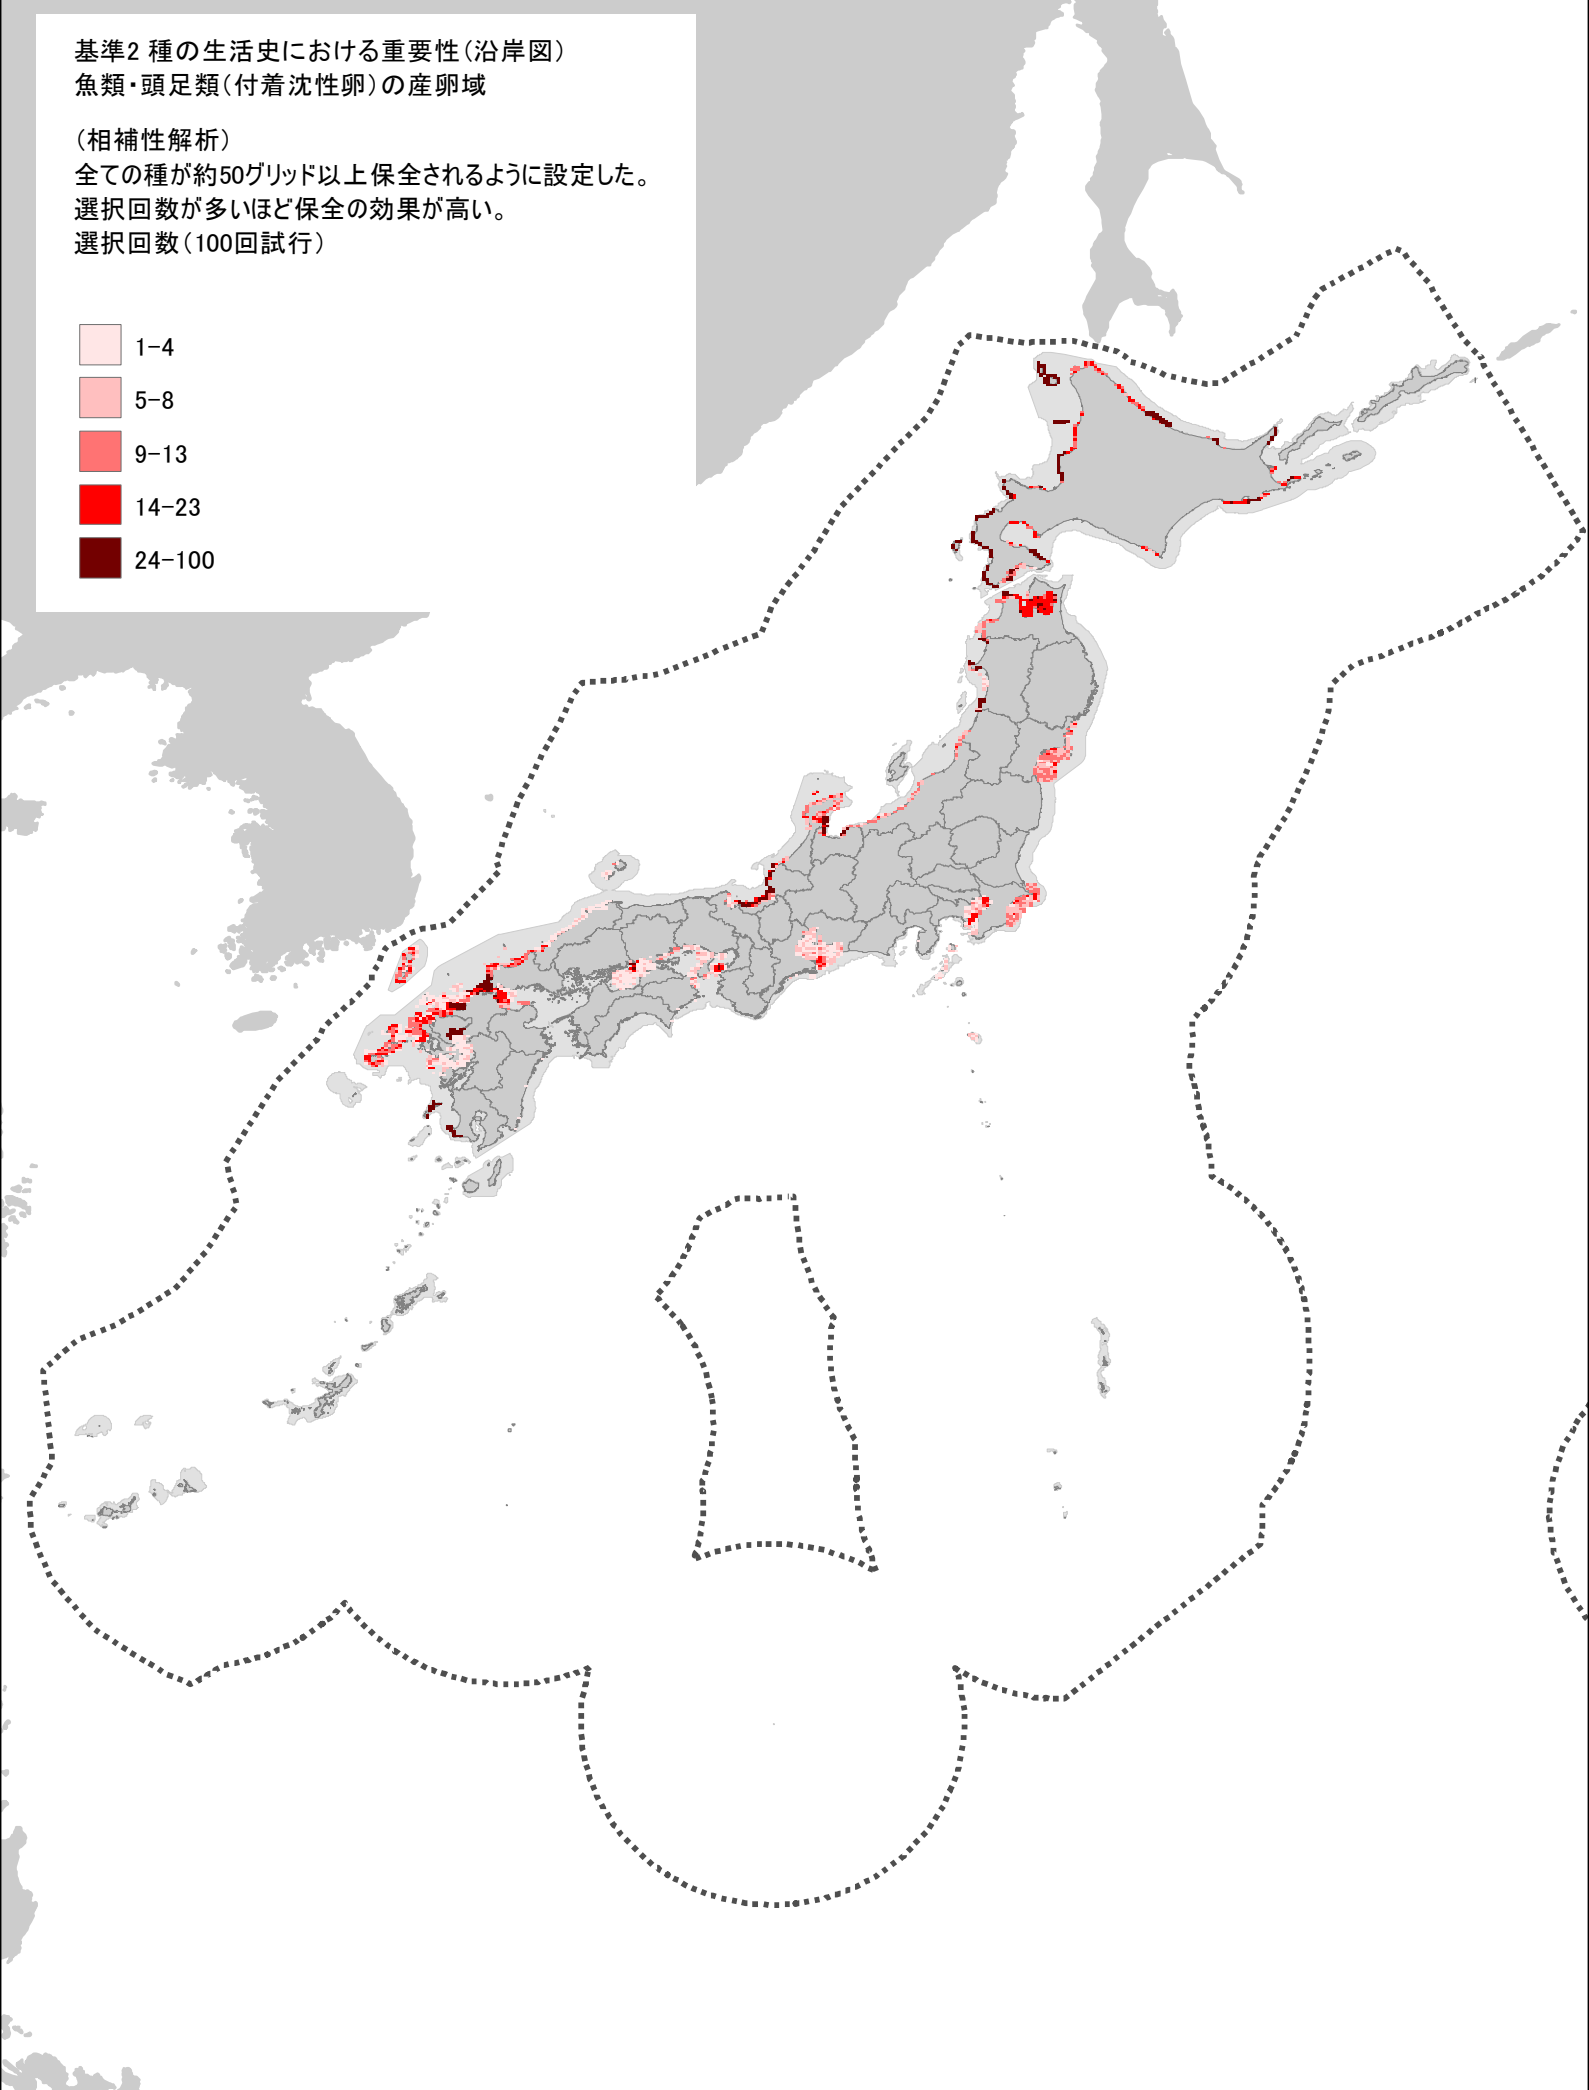 基準2 種の生活史における重要性(沿岸図)
魚類・頭足類(付着沈性卵)の産卵域
(相補性解析)
全ての種が約50グリッド以上保全されるように設定した。
選択回数が多いほど保全の効果が高い。
選択回数(100回試行)
1-4
5-8
9-13
14-23
24-100